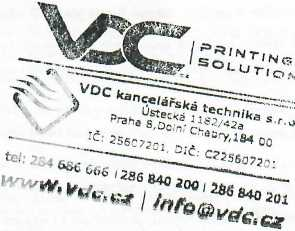 VDC
PRINTING
SOLUTION
VDC kancelářská technika s.r.o
Ústecká 1182/42a
Praha 8,Dolní Chabry,184 00
IČ: 25607201, DIČ: CZ25607201
tel: 284 686 666 | 286 840 200 | 286 840 201
www.vdc.cz | info@vdc.cz